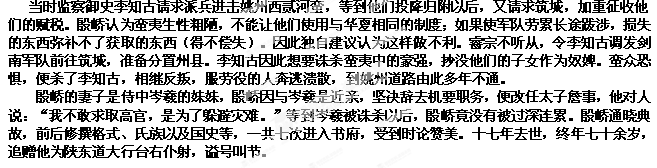 当时监察御史李知古请求派兵进击姚州西贰河蛮，等到他们投降归附以后，又请求筑城，加重征收他
们的赋税。殷峤认为蛮夷生性粗陋，不能让他们使用与华夏相同的制度；如果使军队劳累长途跋涉，损失
的东西弥补不了获取的东西（得不偿失）。因此独自建议认为这样做不利。睿宗不听从，令李知古调发剑
南军队前往筑城，准备分置州县。李知古因此想要诛杀蛮夷中的豪强，抄没他们的子女作为奴婢。蛮众恐
惧，便杀了李知古，相继反叛，服劳役的人奔逃溃散，到姚州道路由此多年不通。
殷峤的妻子是侍中岑羲的妹妹，殷峤因与岑羲是近亲，坚决辞去机要职务，便改任太子詹事，他对人
说：“我不敢求取高官，是为了躲避灾难。”等到岑羲被诛杀以后，殷峤竟没有被过深连累。殷峤通晓典
故，前后修撰格式、氏族以及国史等，一共七次进入书府，受到时论赞美。十七年去世，终年七十余岁，
追赠他为陕东道大行台右仆射，谥号叫节。